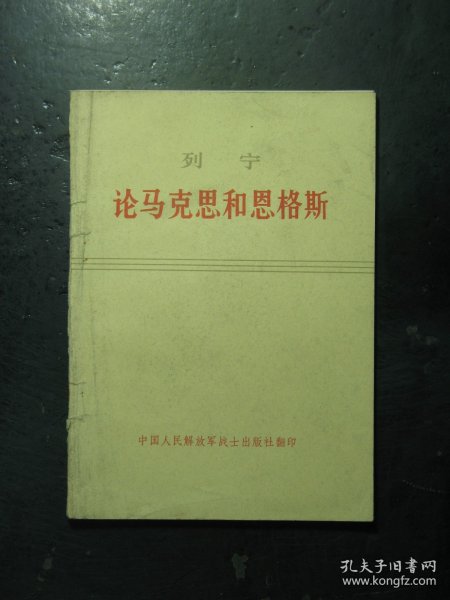 列 宁
论马克思和恩格斯
中国人民解放军战士出版社翻印
孔夫子旧书网
www.kongfz.com